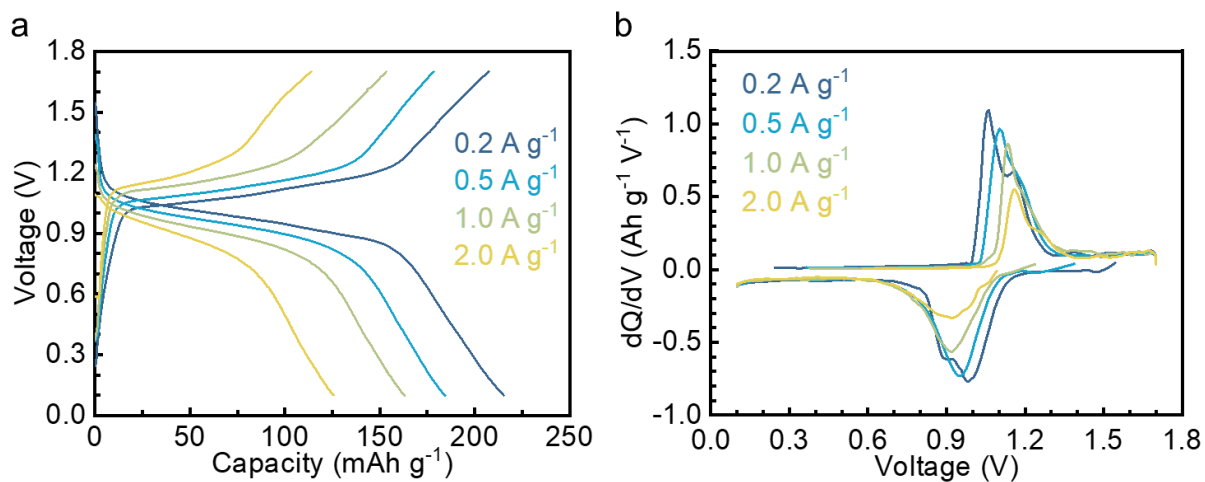 a
1.8
1.5
1.2
0.9
0.6
0.3
0.0
Voltage (V)
0.2 A g⁻¹
0.5 A g⁻¹
1.0 A g⁻¹
2.0 A g⁻¹
0 50 100 150 200 250
Capacity (mAh g⁻¹)
b
1.5
1.0
0.5
0.0
-0.5
-1.0
dQ/dV (Ah g⁻¹ V⁻¹)
0.2 A g⁻¹
0.5 A g⁻¹
1.0 A g⁻¹
2.0 A g⁻¹
0.0 0.3 0.6 0.9 1.2 1.5 1.8
Voltage (V)